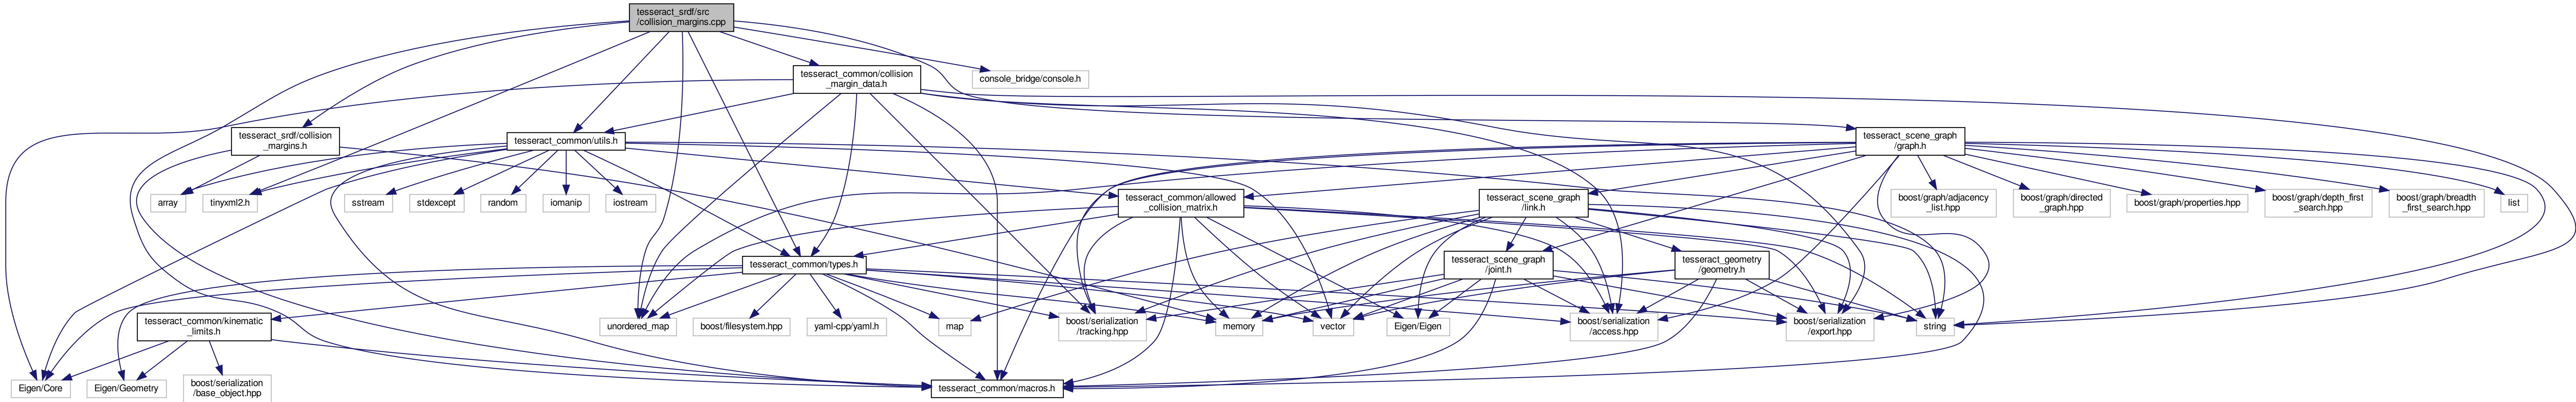 tesseract_srdf/src
/collision_margins.cpp
tesseract_common/collision
_margin_data.h
console_bridge/console.h
tesseract_srdf/collision
_margins.h
tesseract_common/utils.h
tesseract_scene_graph
/graph.h
array
tinyxml2.h
sstream
stdexcept
random
iomanip
iostream
tesseract_common/allowed
_collision_matrix.h
tesseract_scene_graph
/link.h
boost/graph/adjacency
_list.hpp
boost/graph/directed
_graph.hpp
boost/graph/properties.hpp
boost/graph/depth_first
_search.hpp
boost/graph/breadth
_first_search.hpp
list
tesseract_common/types.h
tesseract_scene_graph
/joint.h
tesseract_geometry
/geometry.h
tesseract_common/kinematic
_limits.h
unordered_map
boost/filesystem.hpp
yaml-cpp/yaml.h
map
boost/serialization
/tracking.hpp
memory
vector
Eigen/Eigen
boost/serialization
/access.hpp
boost/serialization
/export.hpp
string
Eigen/Core
Eigen/Geometry
boost/serialization
/base_object.hpp
tesseract_common/macros.h